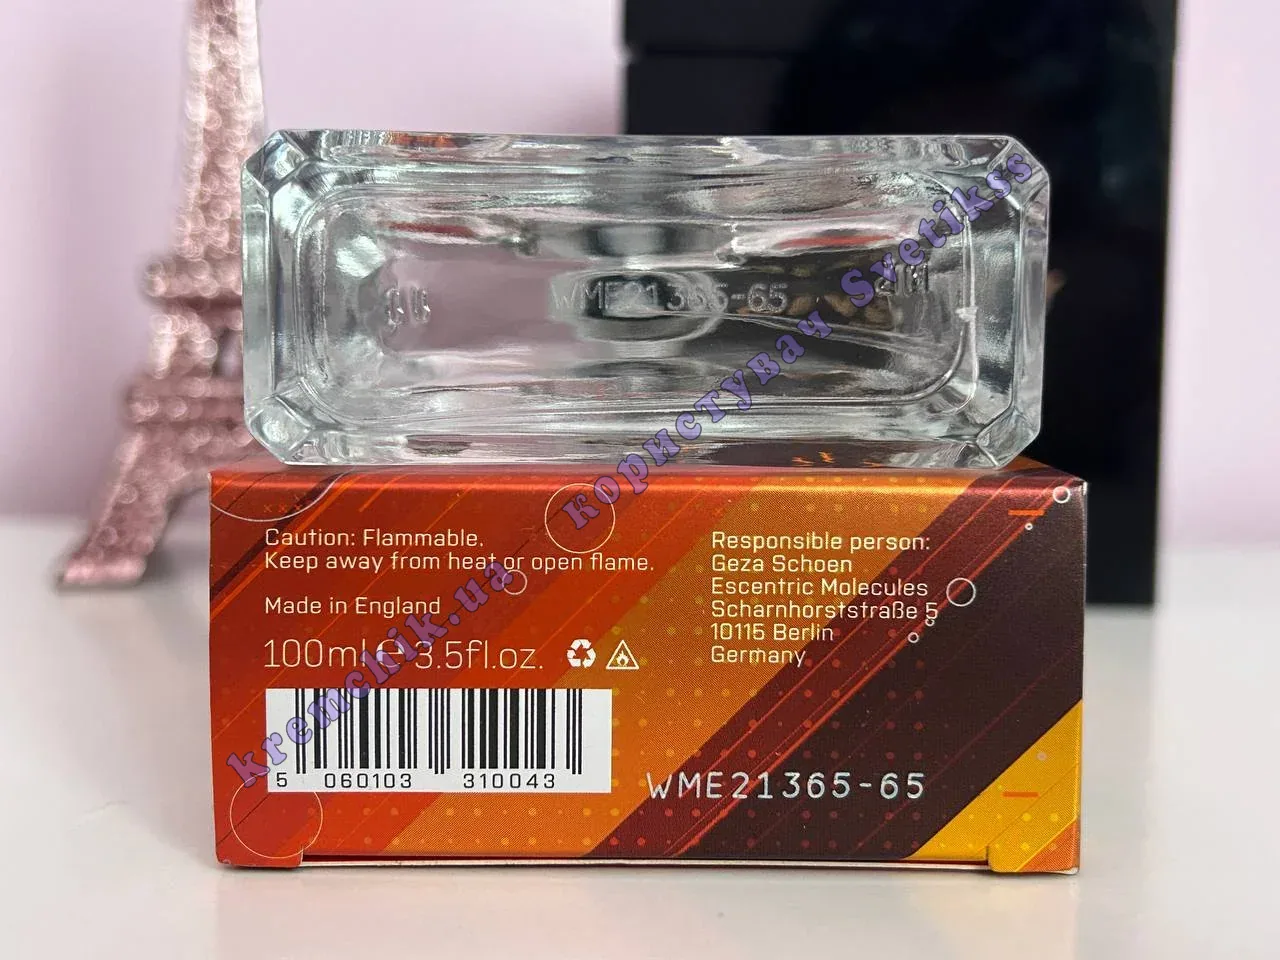 WME21365-65
Caution: Flammable.
Keep away from heat or open flame.
Made in England
100ml ℮ 3.5fl.oz.
5 060103 310043
Responsible person:
Geza Schoen
Escentric Molecules
Scharnhorststraße 5
10115 Berlin
Germany
WME21365-65
kremchik.ua користувач Svetikss